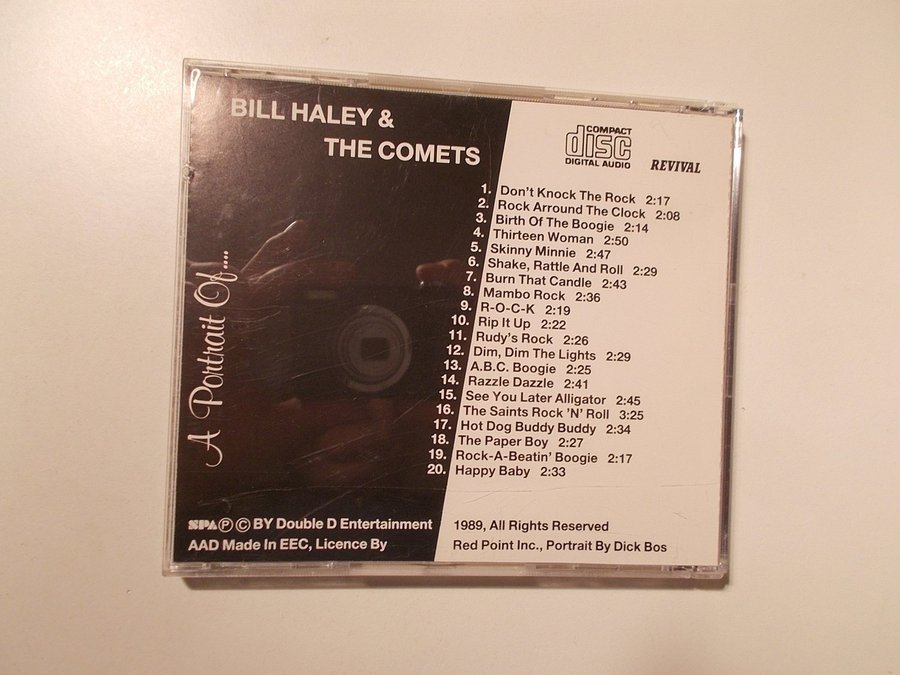 BILL HALEY &
THE COMETS
COMPACT
disc
DIGITAL AUDIO
REVIVAL
A Portrait Of....
1. Don't Knock The Rock 2:17
2. Rock Arround The Clock 2:08
3. Birth Of The Boogie 2:14
4. Thirteen Woman 2:50
5. Skinny Minnie 2:47
6. Shake, Rattle And Roll 2:29
7. Burn That Candle 2:43
8. Mambo Rock 2:36
9. R-O-C-K 2:19
10. Rip It Up 2:22
11. Rudy's Rock 2:26
12. Dim, Dim The Lights 2:29
13. A.B.C. Boogie 2:25
14. Razzle Dazzle 2:41
15. See You Later Alligator 2:45
16. The Saints Rock 'N' Roll 3:25
17. Hot Dog Buddy Buddy 2:34
18. The Paper Boy 2:27
19. Rock-A-Beatin' Boogie 2:17
20. Happy Baby 2:33
SPA Ⓟ © BY Double D Entertainment 1989, All Rights Reserved
AAD Made In EEC, Licence By Red Point Inc., Portrait By Dick Bos